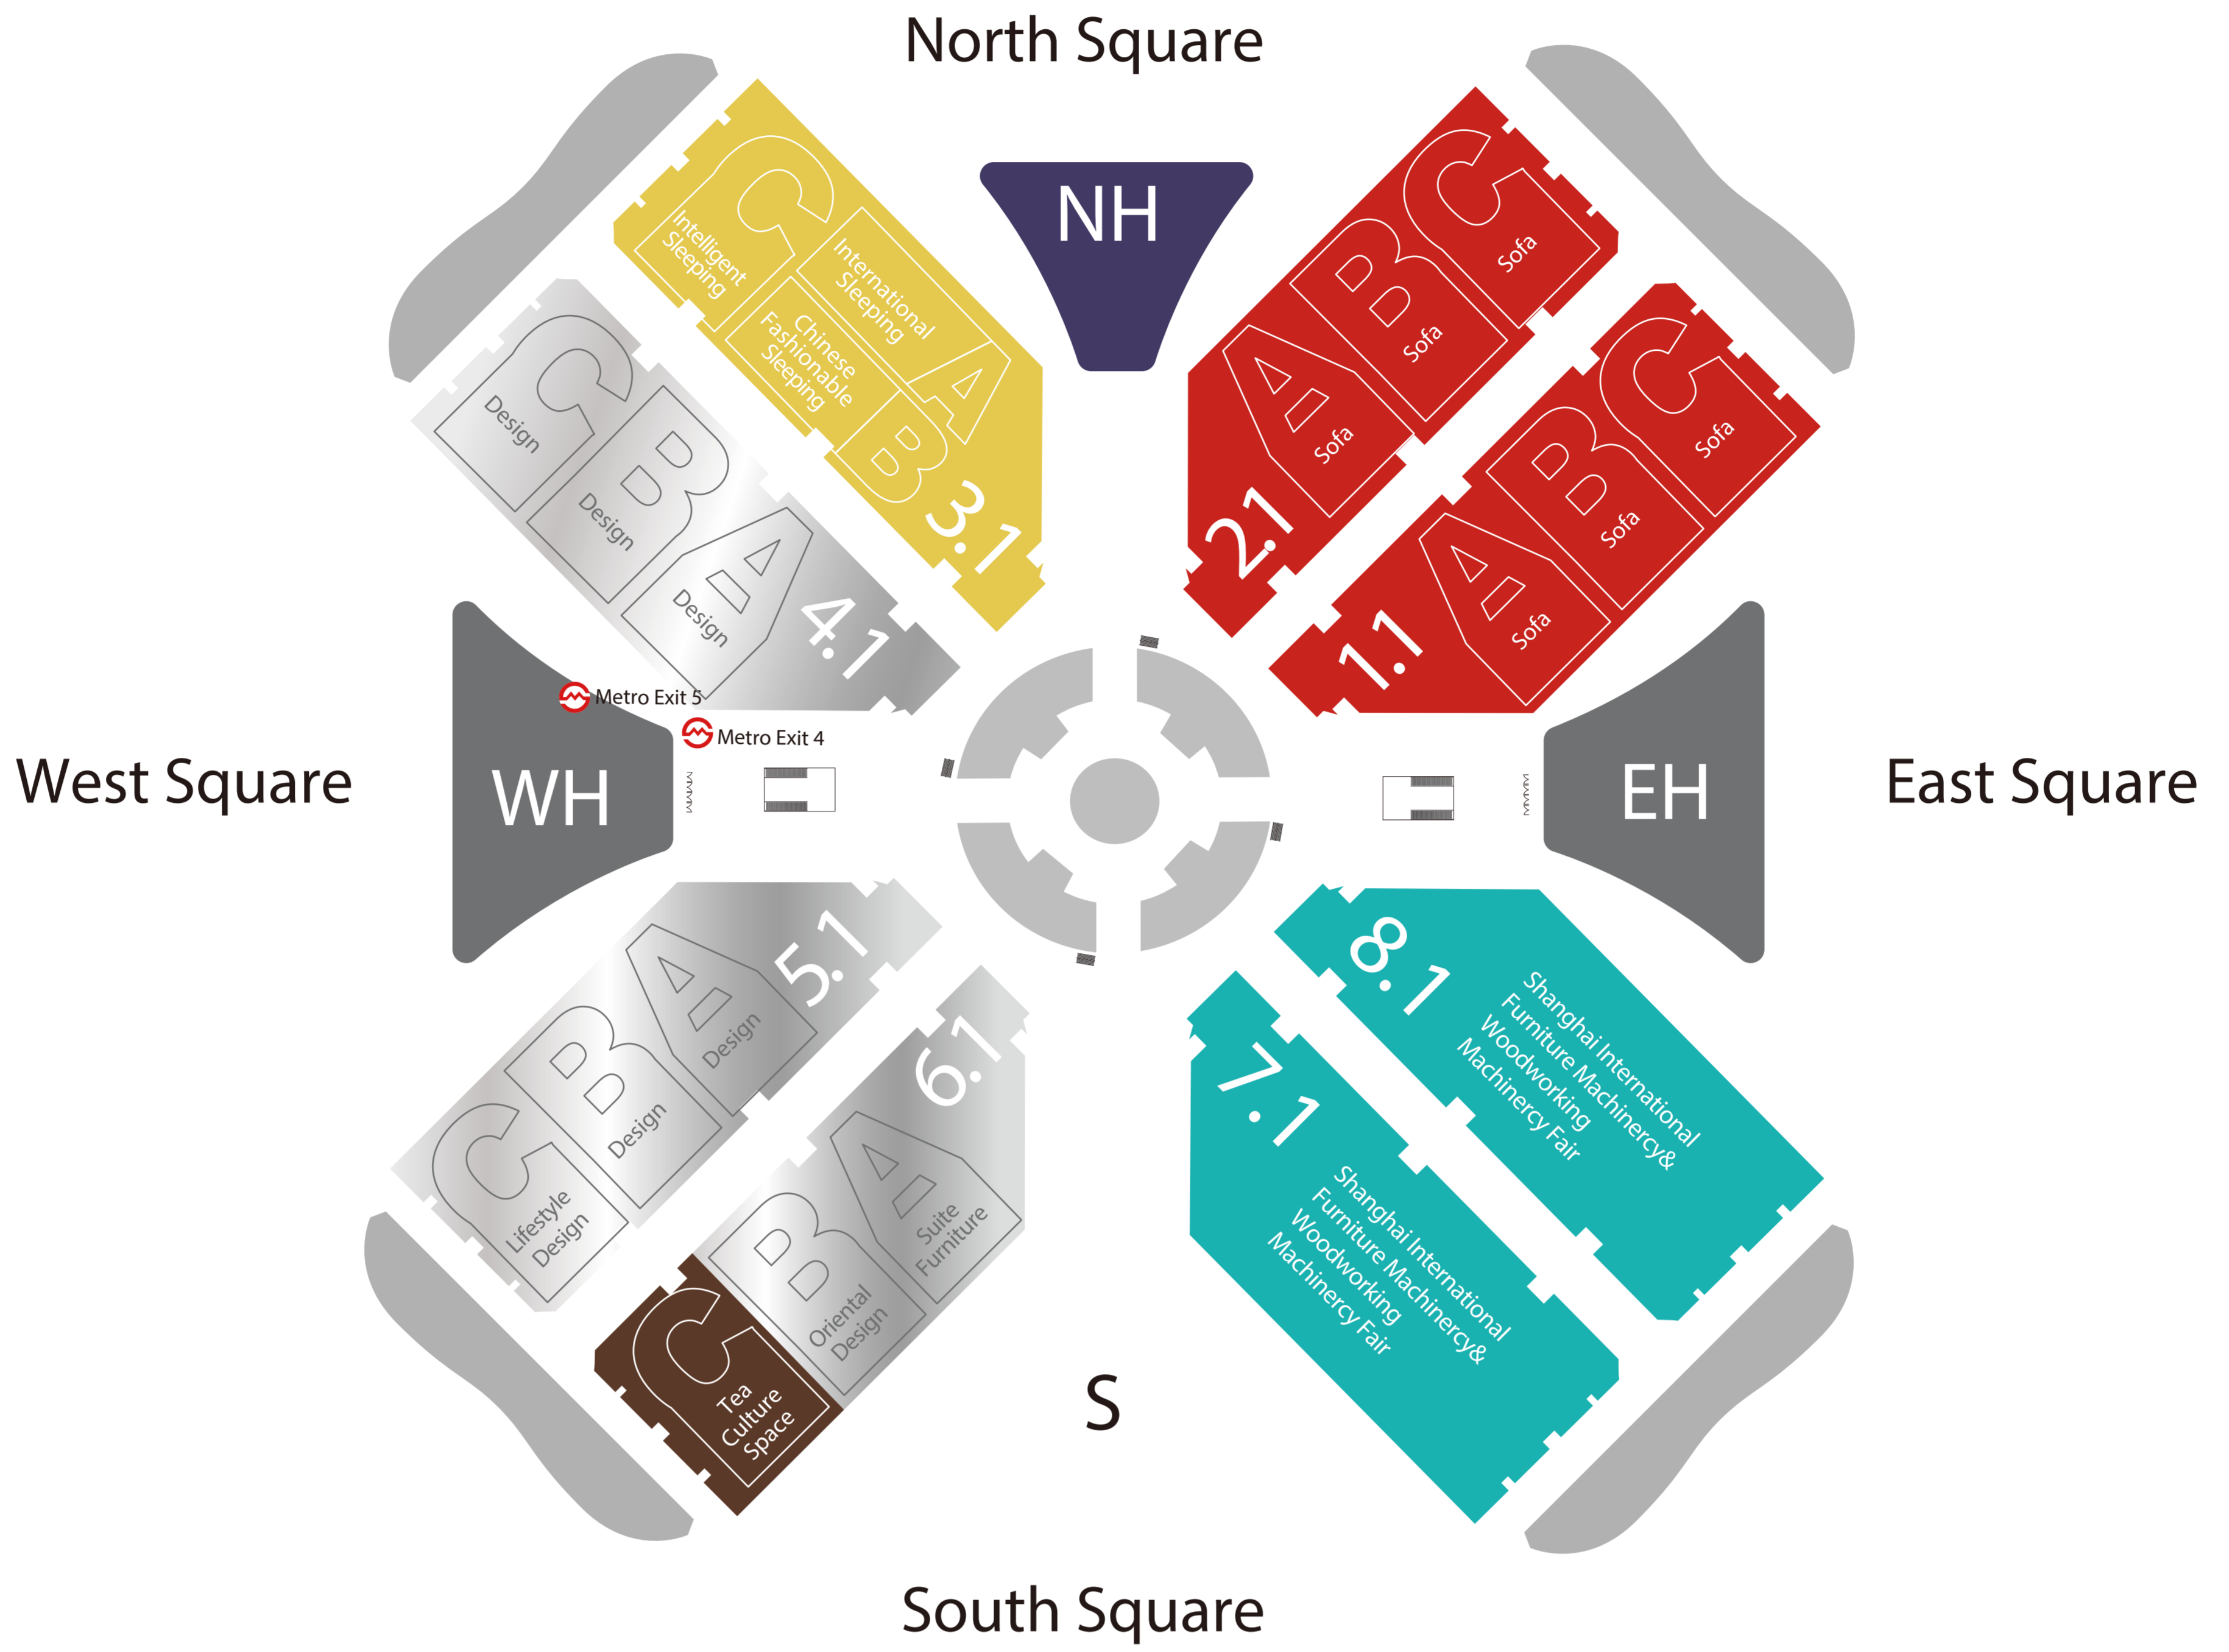 North Square
NH
C
Intelligent
Sleeping
International
Sleeping
A
Chinese
Fashionable
Sleeping
B
3.1
C
Design
B
Design
A
Design
4.1
C
Sofa
B
Sofa
A
Sofa
2.1
C
Sofa
B
Sofa
A
Sofa
1.1
Metro Exit 5
Metro Exit 4
West Square
WH
EH
East Square
5.1
A
Design
B
Design
C
Lifestyle
Design
6.1
A
Suite
Furniture
B
Oriental
Design
C
Tea
Culture
Space
8.1
Shanghai International
Furniture Machinercy&
Woodworking
Machinercy Fair
7.1
Shanghai International
Furniture Machinercy&
Woodworking
Machinercy Fair
S
South Square